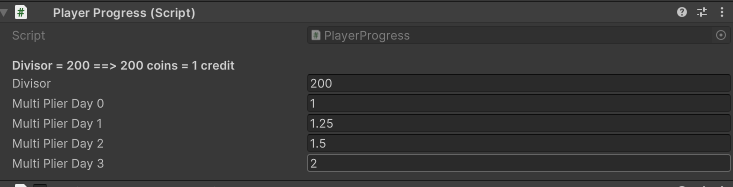 # Player Progress (Script)
Script # PlayerProgress
Divisor = 200 ==> 200 coins = 1 credit
Divisor 200
Multi Plier Day 0 1
Multi Plier Day 1 1.25
Multi Plier Day 2 1.5
Multi Plier Day 3 2